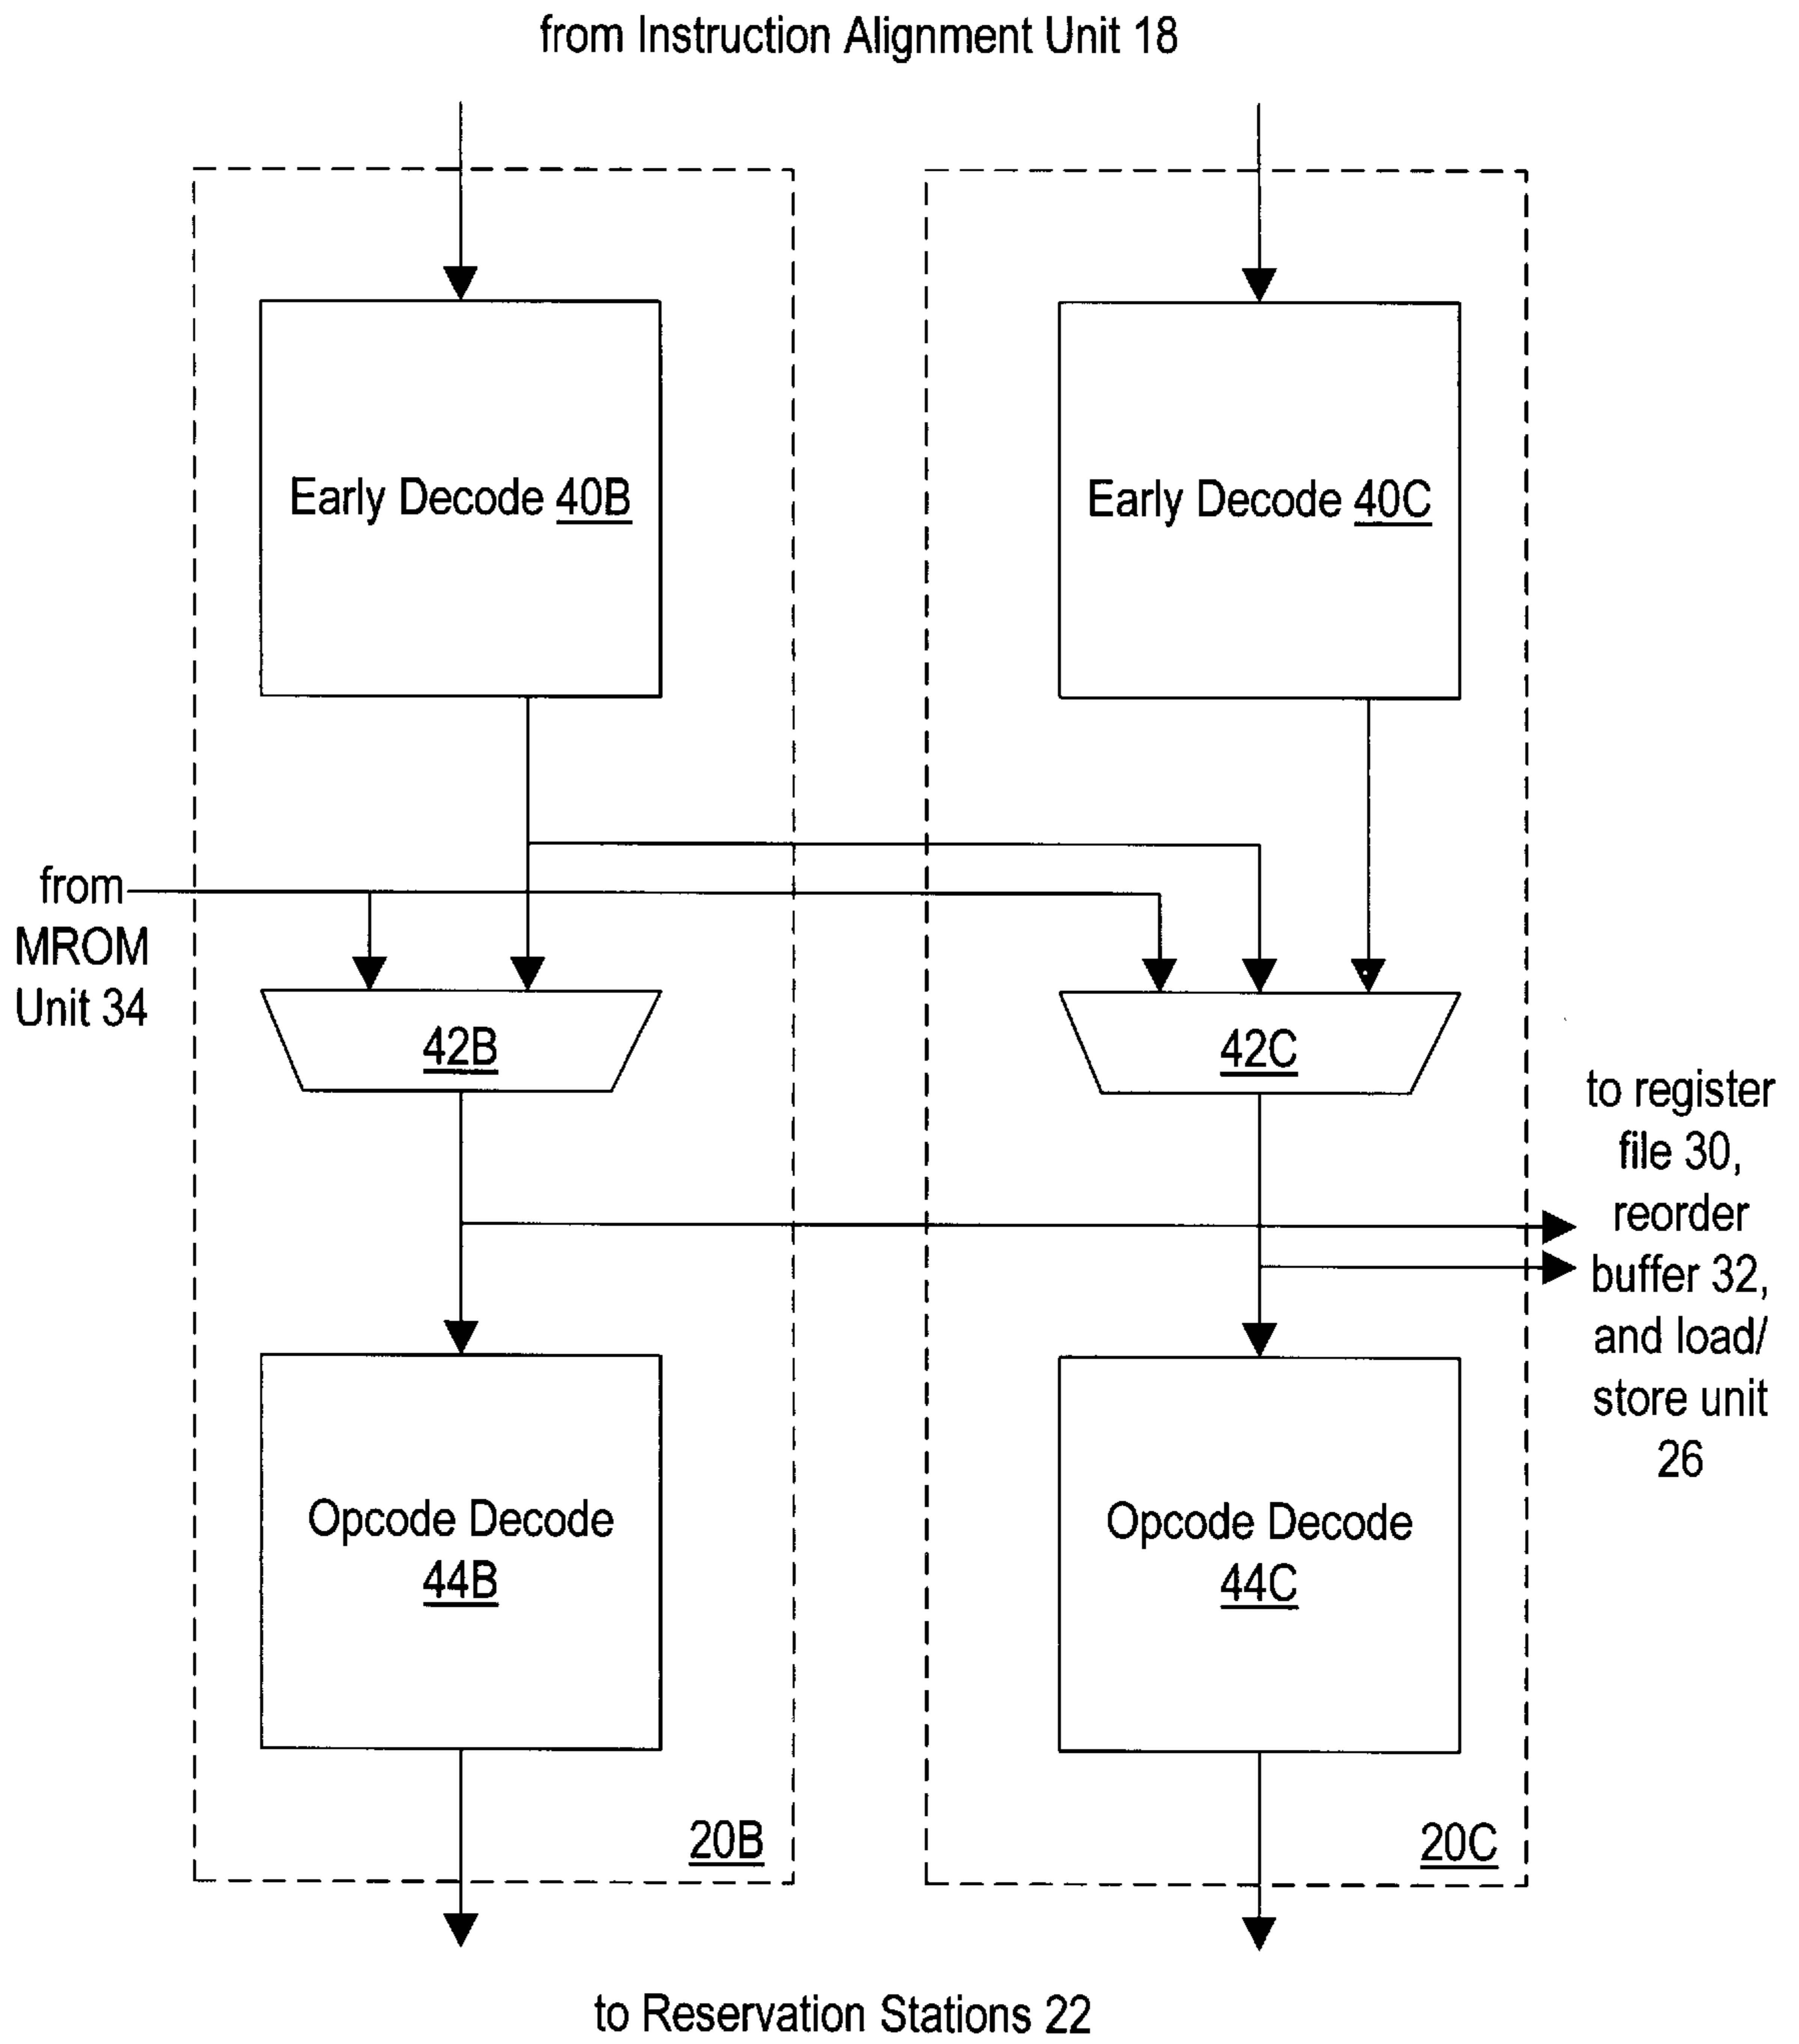 from Instruction Alignment Unit 18
Early Decode 40B
Early Decode 40C
from
MROM
Unit 34
42B
42C
to register
file 30,
reorder
buffer 32,
and load/
store unit
26
Opcode Decode
44B
Opcode Decode
44C
20B
20C
to Reservation Stations 22